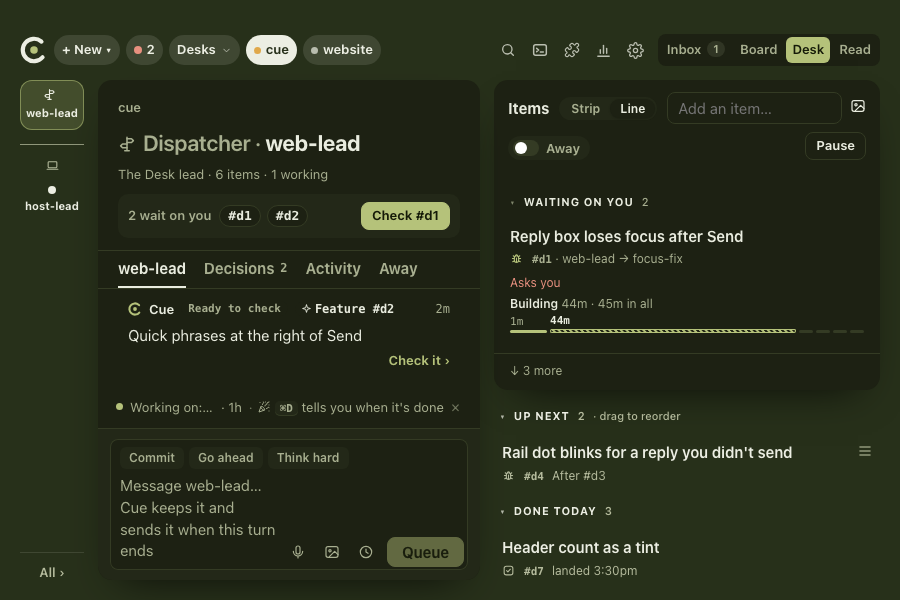 + New ▾
2
Desks
cue
website
Inbox 1
Board
Desk
Read
web-lead
host-lead
All ›
cue
Dispatcher · web-lead
The Desk lead · 6 items · 1 working
2 wait on you #d1 #d2
Check #d1
web-lead
Decisions 2
Activity
Away
Cue Ready to check Feature #d2 2m
Quick phrases at the right of Send
Check it ›
Working on:... · 1h · ⌘D tells you when it's done ×
Commit
Go ahead
Think hard
Message web-lead...
Cue keeps it and
sends it when this turn
ends
Queue
Items
Strip
Line
Add an item...
Away
Pause
WAITING ON YOU 2
Reply box loses focus after Send
#d1 · web-lead → focus-fix
Asks you
Building 44m · 45m in all
1m 44m
↓ 3 more
UP NEXT 2 · drag to reorder
Rail dot blinks for a reply you didn't send
#d4 After #d3
DONE TODAY 3
Header count as a tint
#d7 landed 3:30pm